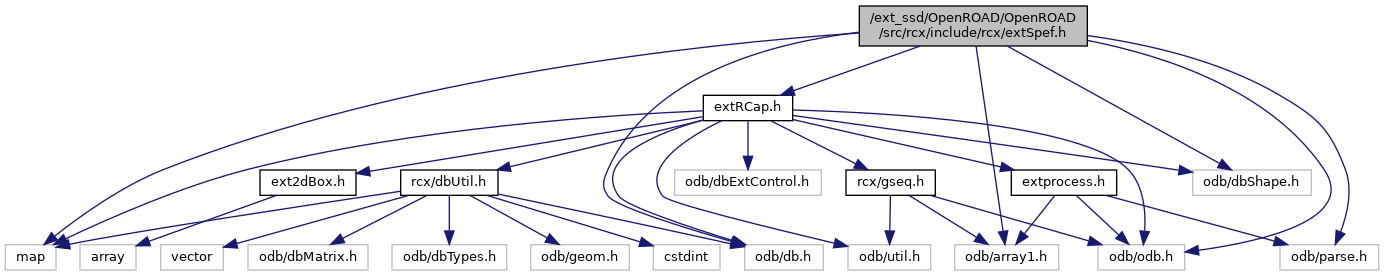 /ext_ssd/OpenROAD/OpenROAD
/src/rcx/include/rcx/extSpef.h
extRCap.h
ext2dBox.h
rcx/dbUtil.h
odb/dbExtControl.h
rcx/gseq.h
extprocess.h
odb/dbShape.h
map
array
vector
odb/dbMatrix.h
odb/dbTypes.h
odb/geom.h
cstdint
odb/db.h
odb/util.h
odb/array1.h
odb/odb.h
odb/parse.h